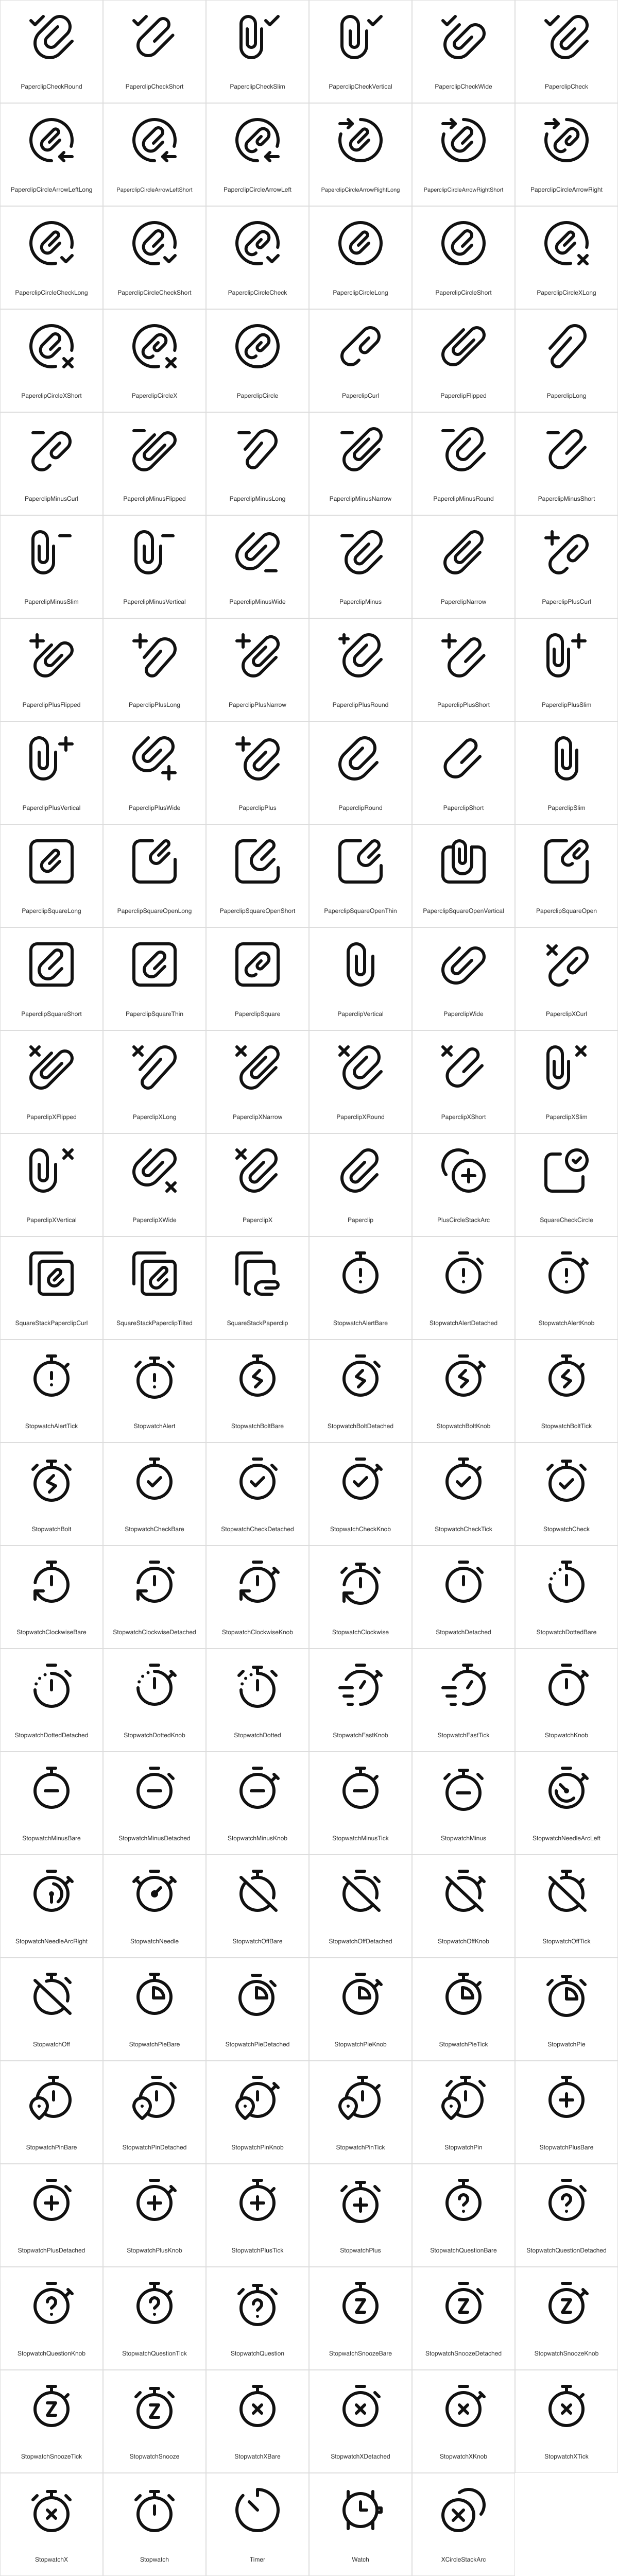 PaperclipCheckRound PaperclipCheckShort PaperclipCheckSlim PaperclipCheckVertical PaperclipCheckWide PaperclipCheck
PaperclipCircleArrowLeftLong PaperclipCircleArrowLeftShort PaperclipCircleArrowLeft PaperclipCircleArrowRightLong PaperclipCircleArrowRightShort PaperclipCircleArrowRight
PaperclipCircleCheckLong PaperclipCircleCheckShort PaperclipCircleCheck PaperclipCircleLong PaperclipCircleShort PaperclipCircleXLong
PaperclipCircleXShort PaperclipCircleX PaperclipCircle PaperclipCurl PaperclipFlipped PaperclipLong
PaperclipMinusCurl PaperclipMinusFlipped PaperclipMinusLong PaperclipMinusNarrow PaperclipMinusRound PaperclipMinusShort
PaperclipMinusSlim PaperclipMinusVertical PaperclipMinusWide PaperclipMinus PaperclipNarrow PaperclipPlusCurl
PaperclipPlusFlipped PaperclipPlusLong PaperclipPlusNarrow PaperclipPlusRound PaperclipPlusShort PaperclipPlusSlim
PaperclipPlusVertical PaperclipPlusWide PaperclipPlus PaperclipRound PaperclipShort PaperclipSlim
PaperclipSquareLong PaperclipSquareOpenLong PaperclipSquareOpenShort PaperclipSquareOpenThin PaperclipSquareOpenVertical PaperclipSquareOpen
PaperclipSquareShort PaperclipSquareThin PaperclipSquare PaperclipVertical PaperclipWide PaperclipXCurl
PaperclipXFlipped PaperclipXLong PaperclipXNarrow PaperclipXRound PaperclipXShort PaperclipXSlim
PaperclipXVertical PaperclipXWide PaperclipX Paperclip PlusCircleStackArc SquareCheckCircle
SquareStackPaperclipCurl SquareStackPaperclipTilted SquareStackPaperclip StopwatchAlertBare StopwatchAlertDetached StopwatchAlertKnob
StopwatchAlertTick StopwatchAlert StopwatchBoltBare StopwatchBoltDetached StopwatchBoltKnob StopwatchBoltTick
StopwatchBolt StopwatchCheckBare StopwatchCheckDetached StopwatchCheckKnob StopwatchCheckTick StopwatchCheck
StopwatchClockwiseBare StopwatchClockwiseDetached StopwatchClockwiseKnob StopwatchClockwise StopwatchDetached StopwatchDottedBare
StopwatchDottedDetached StopwatchDottedKnob StopwatchDotted StopwatchFastKnob StopwatchFastTick StopwatchKnob
StopwatchMinusBare StopwatchMinusDetached StopwatchMinusKnob StopwatchMinusTick StopwatchMinus StopwatchNeedleArcLeft
StopwatchNeedleArcRight StopwatchNeedle StopwatchOffBare StopwatchOffDetached StopwatchOffKnob StopwatchOffTick
StopwatchOff StopwatchPieBare StopwatchPieDetached StopwatchPieKnob StopwatchPieTick StopwatchPie
StopwatchPinBare StopwatchPinDetached StopwatchPinKnob StopwatchPinTick StopwatchPin StopwatchPlusBare
StopwatchPlusDetached StopwatchPlusKnob StopwatchPlusTick StopwatchPlus StopwatchQuestionBare StopwatchQuestionDetached
StopwatchQuestionKnob StopwatchQuestionTick StopwatchQuestion StopwatchSnoozeBare StopwatchSnoozeDetached StopwatchSnoozeKnob
StopwatchSnoozeTick StopwatchSnooze StopwatchXBare StopwatchXDetached StopwatchXKnob StopwatchXTick
StopwatchX Stopwatch Timer Watch XCircleStackArc